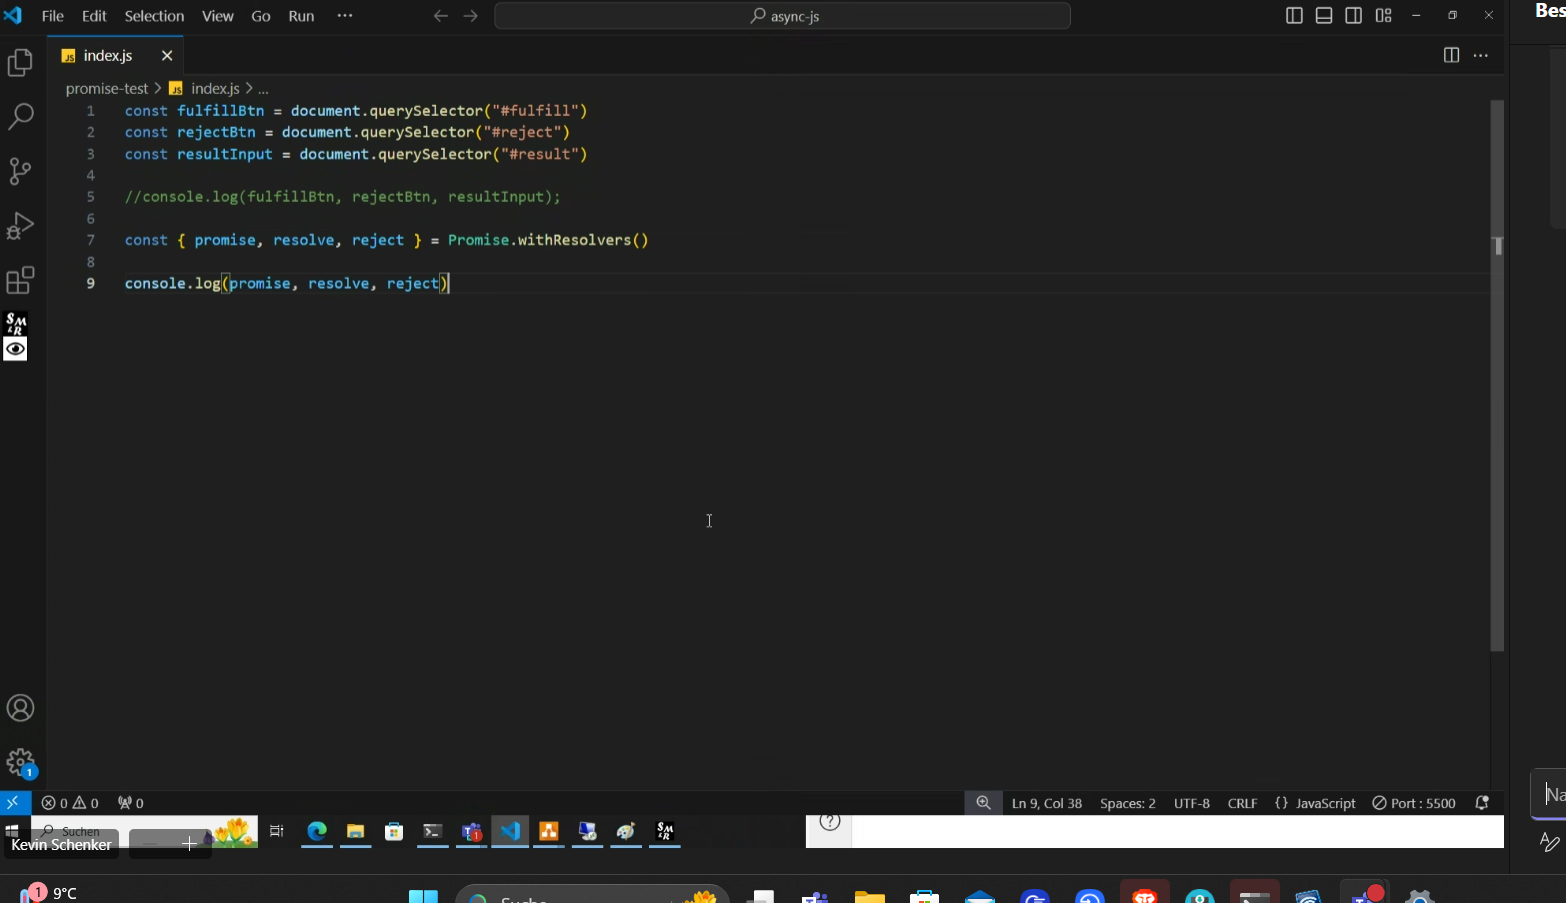 File Edit Selection View Go Run ···
async-js
Bes
index.js
promise-test > index.js > ...
1 const fulfillBtn = document.querySelector("#fulfill")
2 const rejectBtn = document.querySelector("#reject")
3 const resultInput = document.querySelector("#result")
4
5 //console.log(fulfillBtn, rejectBtn, resultInput);
6
7 const { promise, resolve, reject } = Promise.withResolvers()
8
9 console.log(promise, resolve, reject)
S M & R
1
Na
0 0 0
Ln 9, Col 38 Spaces: 2 UTF-8 CRLF {} JavaScript Port : 5500
Suchen
Kevin Schenker
1
S M & R
1 9°C
Suche